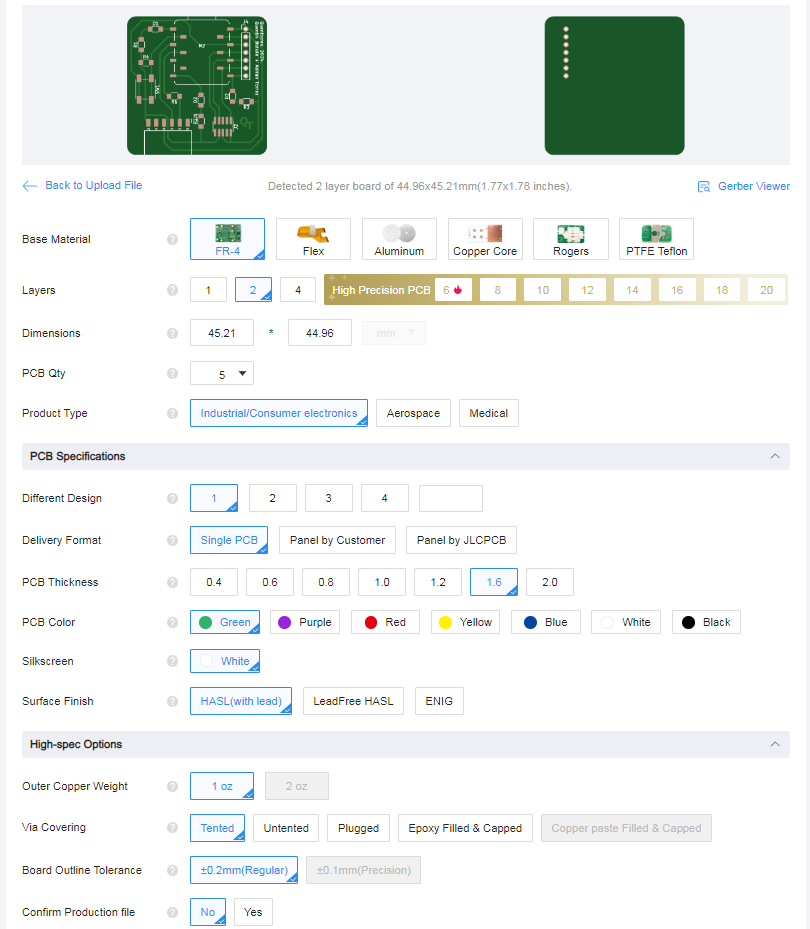 Back to Upload File
Detected 2 layer board of 44.96x45.21mm(1.77x1.78 inches).
Gerber Viewer
Base Material ? FR-4 Flex Aluminum Copper Core Rogers PTFE Teflon
Layers ? 1 2 4 High Precision PCB 6 8 10 12 14 16 18 20
Dimensions ? 45.21 * 44.96 mm
PCB Qty ? 5
Product Type ? Industrial/Consumer electronics Aerospace Medical
PCB Specifications
Different Design ? 1 2 3 4
Delivery Format ? Single PCB Panel by Customer Panel by JLCPCB
PCB Thickness ? 0.4 0.6 0.8 1.0 1.2 1.6 2.0
PCB Color ? Green Purple Red Yellow Blue White Black
Silkscreen ? White
Surface Finish ? HASL(with lead) LeadFree HASL ENIG
High-spec Options
Outer Copper Weight ? 1 oz 2 oz
Via Covering ? Tented Untented Plugged Epoxy Filled & Capped Copper paste Filled & Capped
Board Outline Tolerance ? ±0.2mm(Regular) ±0.1mm(Precision)
Confirm Production file ? No Yes